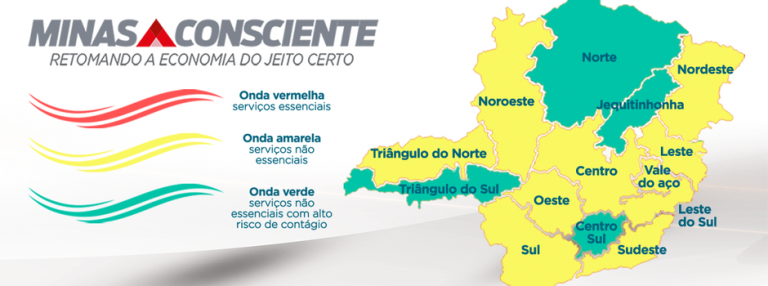 MINAS CONSCIENTE
RETOMANDO A ECONOMIA DO JEITO CERTO
Onda vermelha
serviços essenciais
Onda amarela
serviços não
essenciais
Onda verde
serviços não
essenciais com alto
risco de contágio
Norte
Nordeste
Noroeste
Jequitinhonha
Triângulo do Norte
Leste
Centro
Vale
do aço
Triângulo do Sul
Oeste
Leste
do Sul
Centro
Sul
Sul
Sudeste